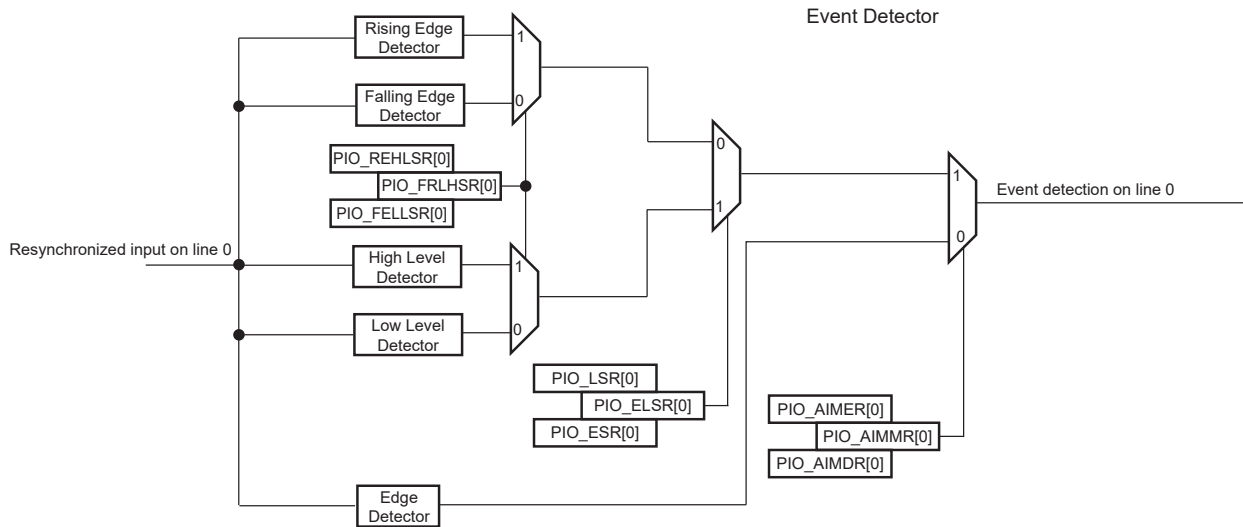 Event Detector
Rising Edge
Detector
1
Falling Edge
Detector
0
PIO_REHLSR[0]
PIO_FRLHSR[0]
PIO_FELLSR[0]
0
1
1
0
Event detection on line 0
Resynchronized input on line 0
High Level
Detector
1
Low Level
Detector
0
PIO_LSR[0]
PIO_ELSR[0]
PIO_ESR[0]
PIO_AIMER[0]
PIO_AIMMR[0]
PIO_AIMDR[0]
Edge
Detector